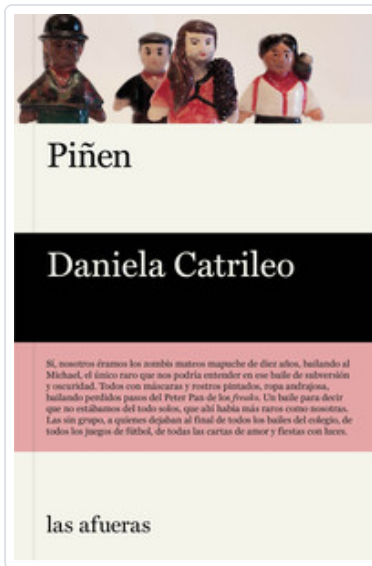 Piñen
Daniela Catrileo
Sí, nosotros éramos los zombis mateos mapuche de diez años, bailando al
Michael, el único raro que nos podría entender en ese baile de subversión
y oscuridad. Todos con máscaras y rostros pintados, ropa andrajosa,
bailando perdidos pasos del Peter Pan de los freaks. Un baile para decir
que no estábamos del todo solos, que ahí había más raros como nosotras.
Las sin grupo, a quienes dejaban al final de todos los bailes del colegio, de
todos los juegos de fútbol, de todas las cartas de amor y fiestas con luces.
las afueras